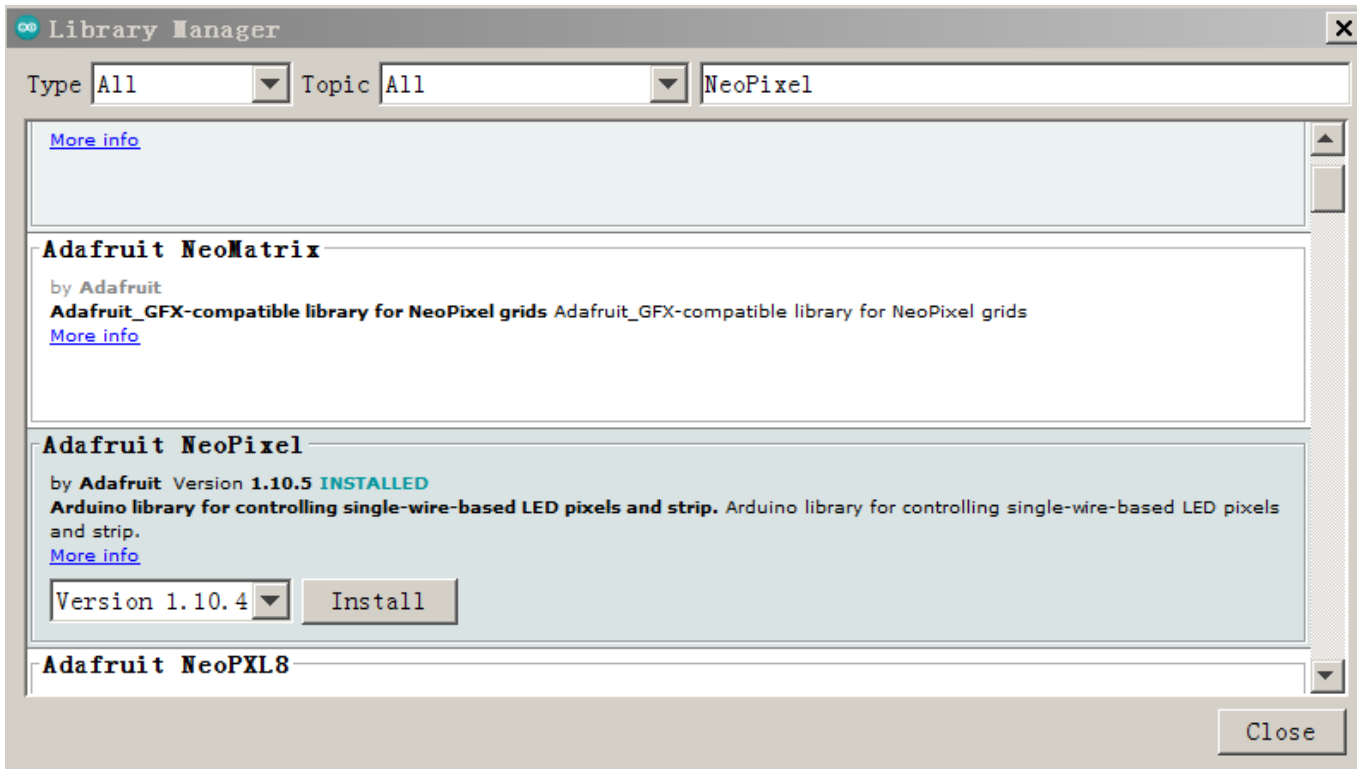 Library Manager
Type All Topic All NeoPixel
More info
Adafruit NeoMatrix
by Adafruit
Adafruit_GFX-compatible library for NeoPixel grids Adafruit_GFX-compatible library for NeoPixel grids
More info
Adafruit NeoPixel
by Adafruit Version 1.10.5 INSTALLED
Arduino library for controlling single-wire-based LED pixels and strip. Arduino library for controlling single-wire-based LED pixels
and strip.
More info
Version 1.10.4 Install
Adafruit NeoPXL8
Close